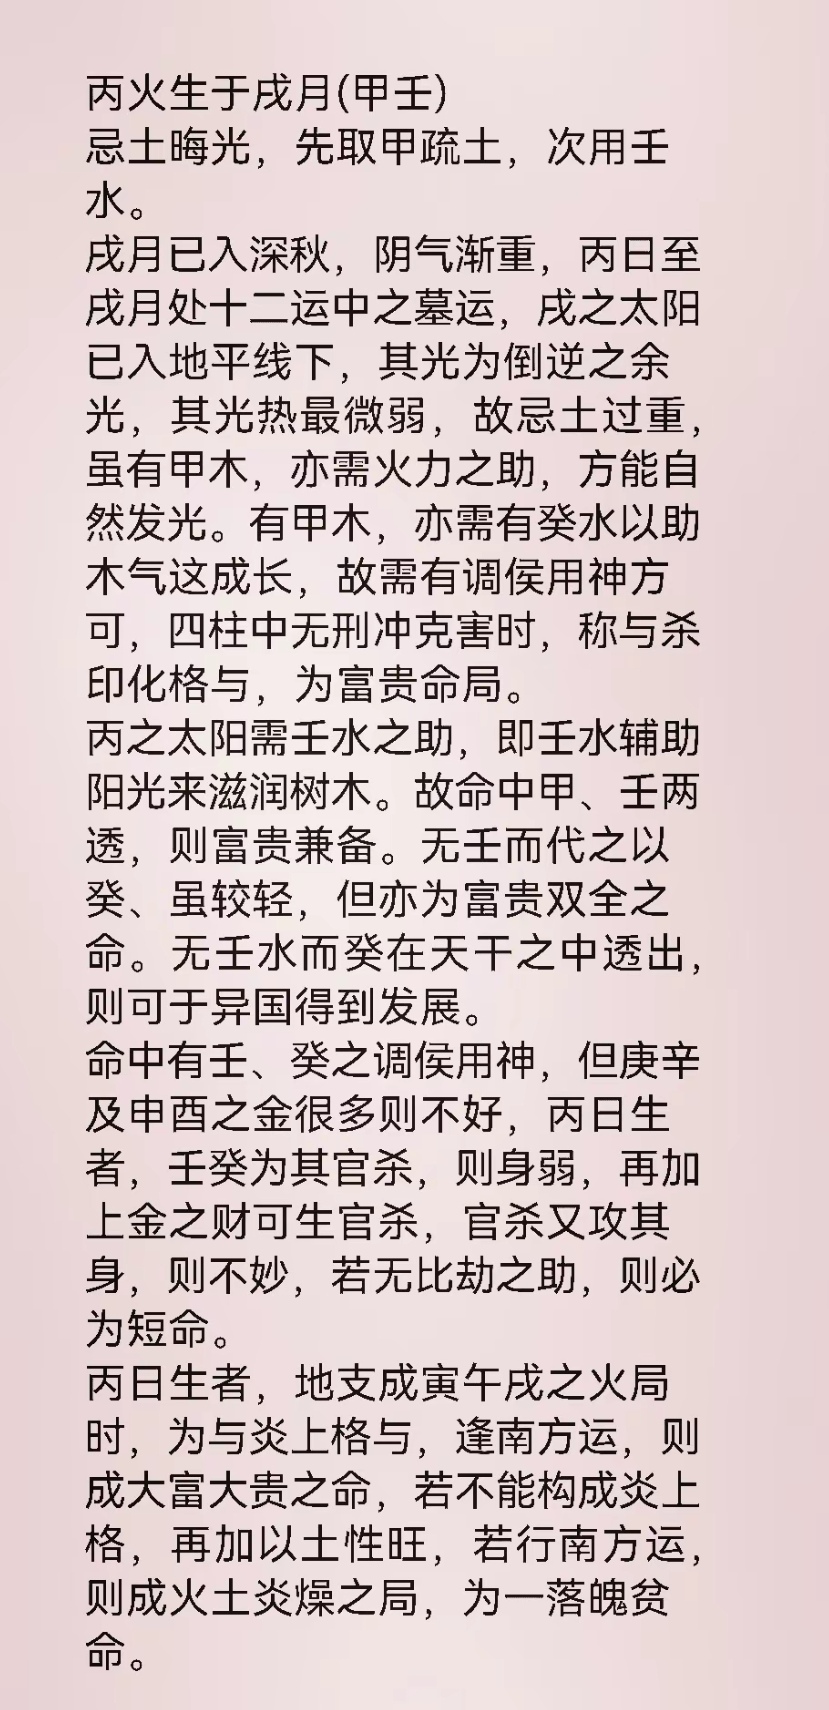 丙火生于戌月(甲壬)
忌土晦光，先取甲疏土，次用壬
水。
戌月已入深秋，阴气渐重，丙日至
戌月处十二运中之墓运，戌之太阳
已入地平线下，其光为倒逆之余
光，其光热最微弱，故忌土过重，
虽有甲木，亦需火力之助，方能自
然发光。有甲木，亦需有癸水以助
木气这成长，故需有调侯用神方
可，四柱中无刑冲克害时，称与杀
印化格与，为富贵命局。
丙之太阳需壬水之助，即壬水辅助
阳光来滋润树木。故命中甲、壬两
透，则富贵兼备。无壬而代之以
癸、虽较轻，但亦为富贵双全之
命。无壬水而癸在天干之中透出，
则可于异国得到发展。
命中有壬、癸之调侯用神，但庚辛
及申酉之金很多则不好，丙日生
者，壬癸为其官杀，则身弱，再加
上金之财可生官杀，官杀又攻其
身，则不妙，若无比劫之助，则必
为短命。
丙日生者，地支成寅午戌之火局
时，为与炎上格与，逢南方运，则
成大富大贵之命，若不能构成炎上
格，再加以土性旺，若行南方运，
则成火土炎燥之局，为一落魄贫
命。